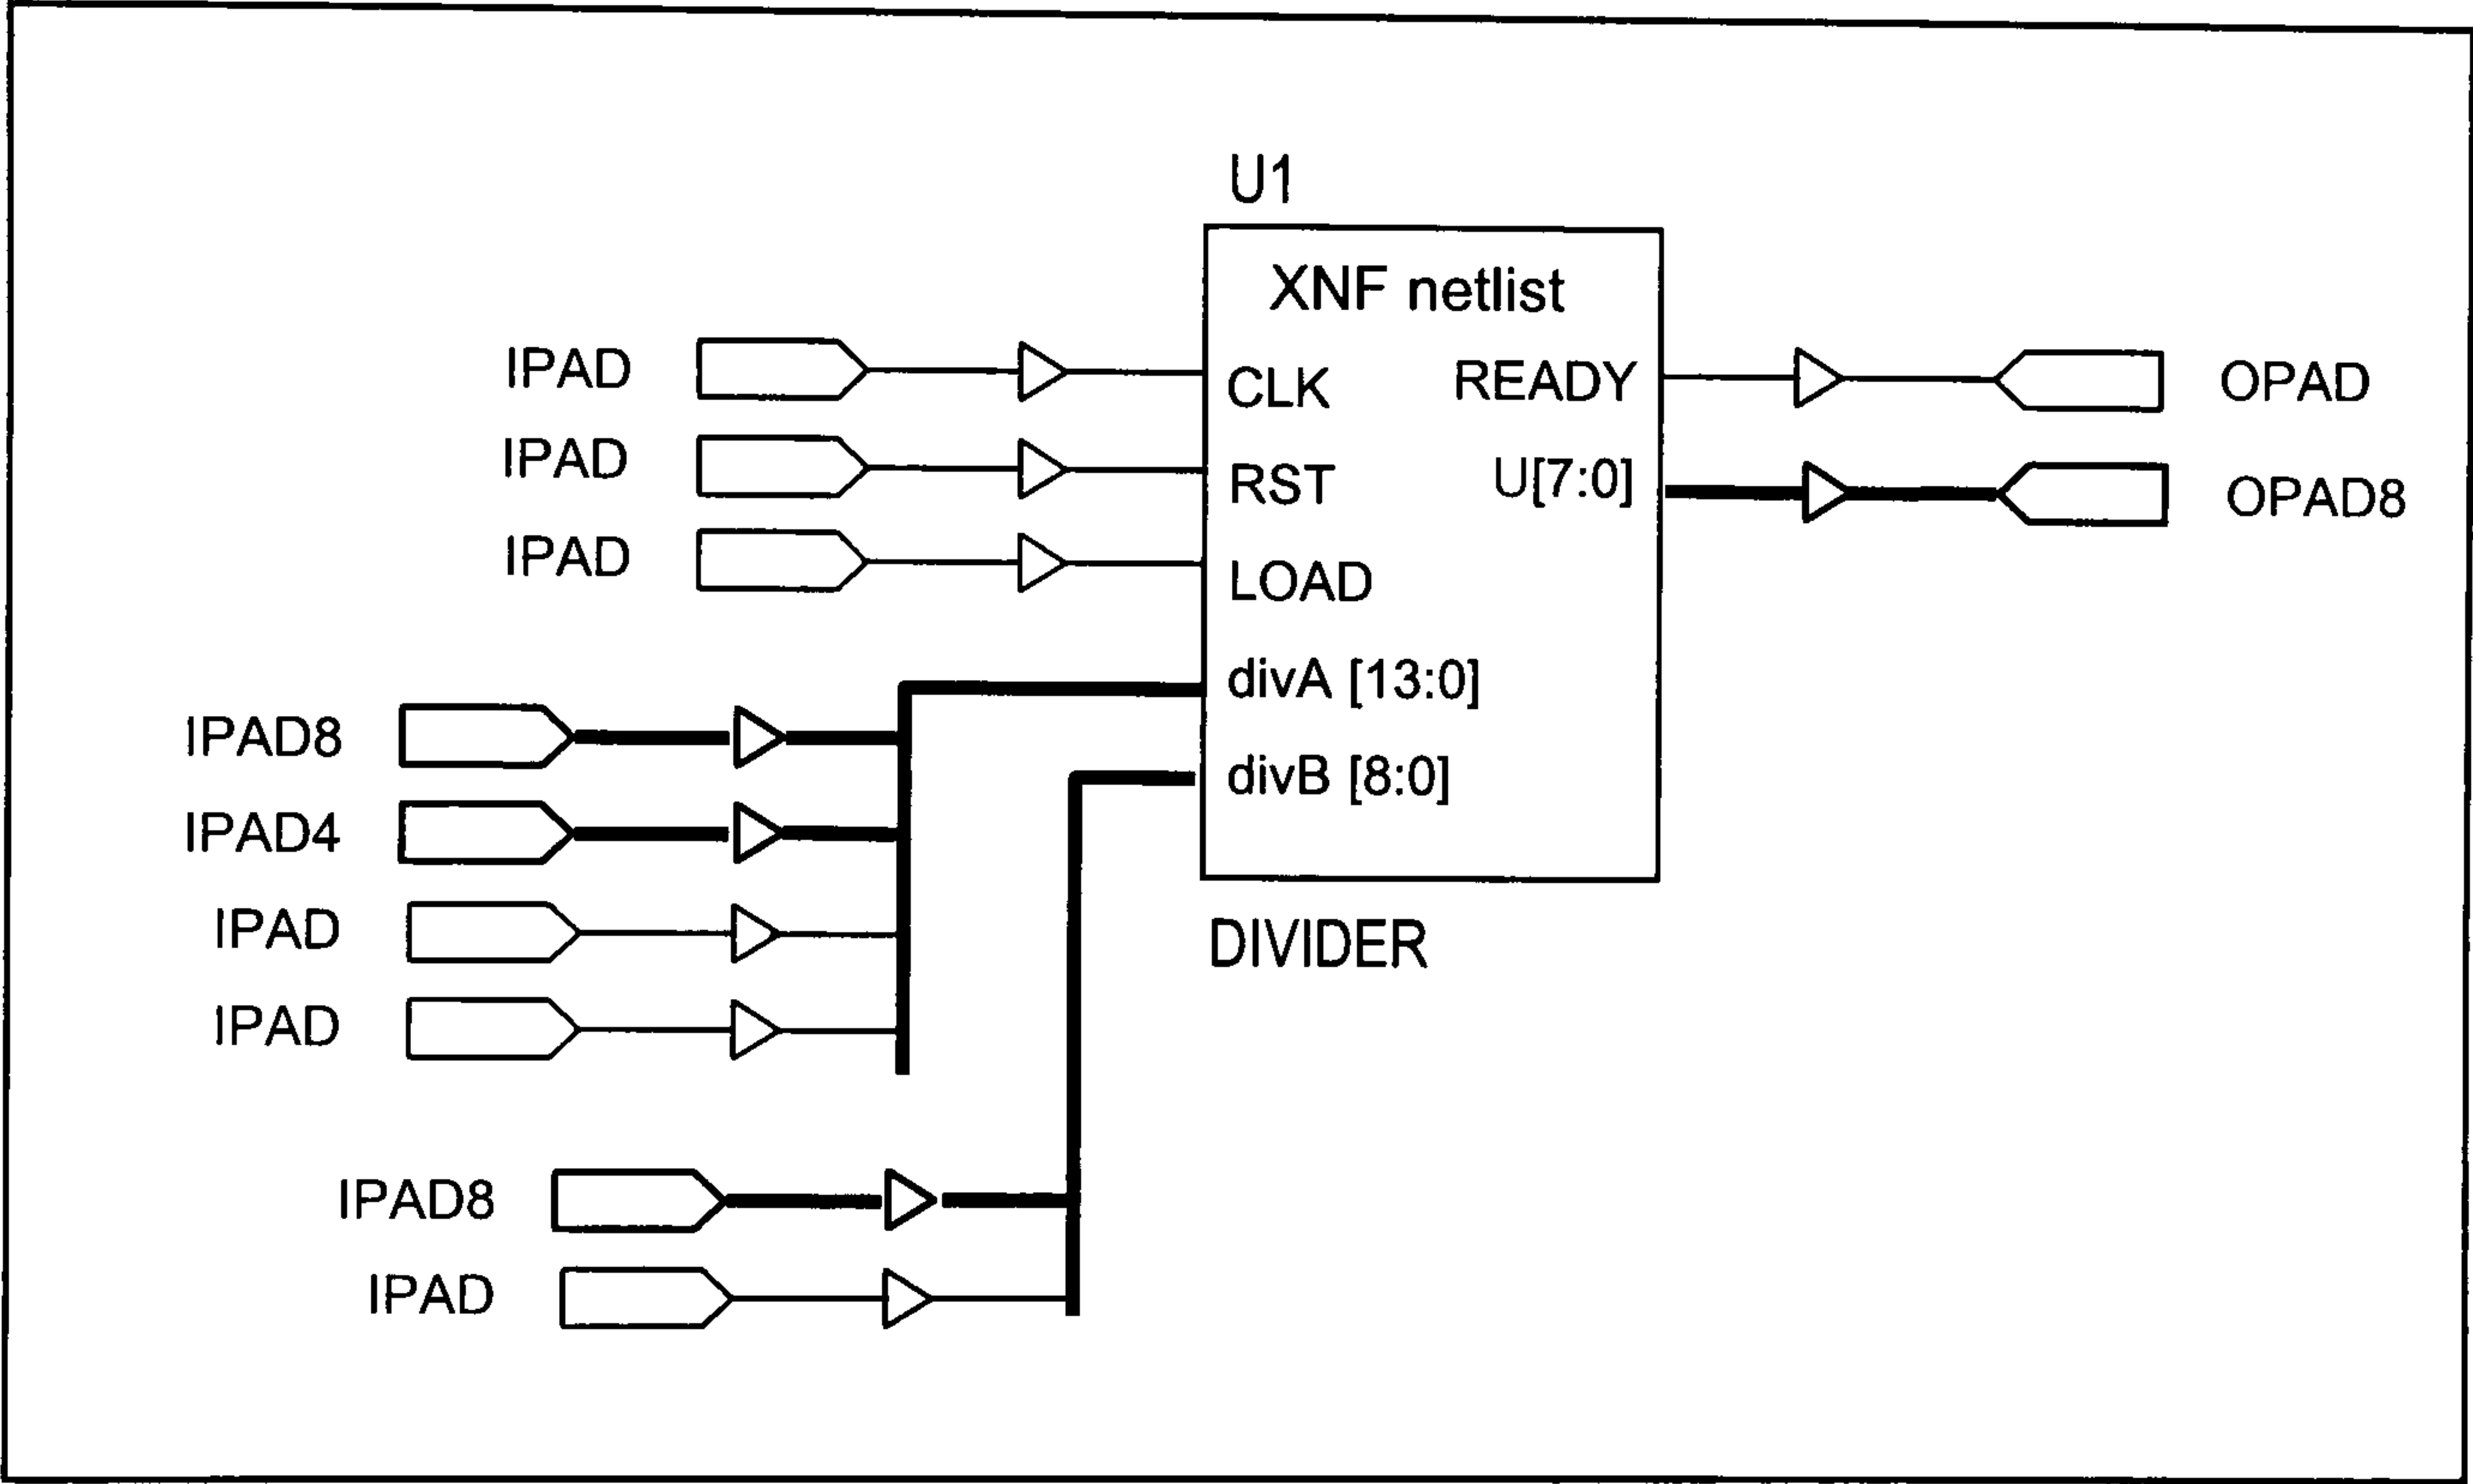 U1
XNF netlist
IPAD
CLK
READY
OPAD
IPAD
RST
U[7:0]
OPAD8
IPAD
LOAD
divA [13:0]
IPAD8
divB [8:0]
IPAD4
IPAD
DIVIDER
IPAD
IPAD8
IPAD